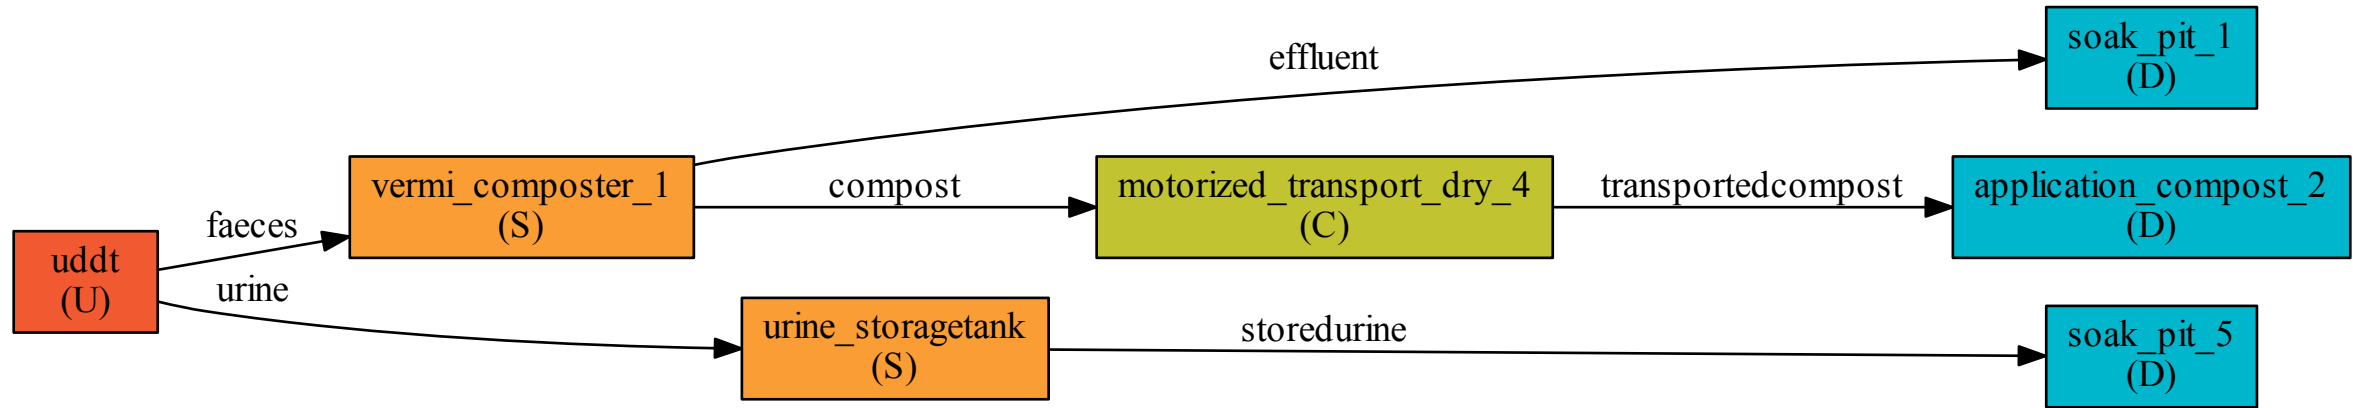 uddt
(U)
faeces
urine
vermi_composter_1
(S)
urine_storagetank
(S)
effluent
compost
storedurine
motorized_transport_dry_4
(C)
transportedcompost
soak_pit_1
(D)
application_compost_2
(D)
soak_pit_5
(D)